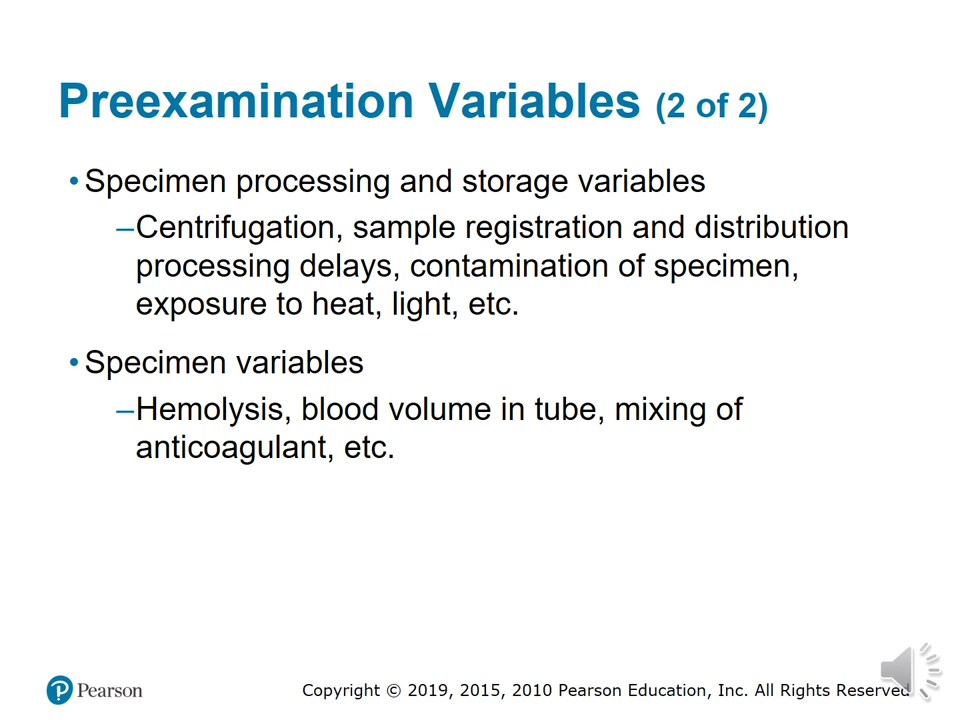 Preexamination Variables (2 of 2)
• Specimen processing and storage variables
–Centrifugation, sample registration and distribution
processing delays, contamination of specimen,
exposure to heat, light, etc.
• Specimen variables
–Hemolysis, blood volume in tube, mixing of
anticoagulant, etc.
P Pearson
Copyright © 2019, 2015, 2010 Pearson Education, Inc. All Rights Reserved